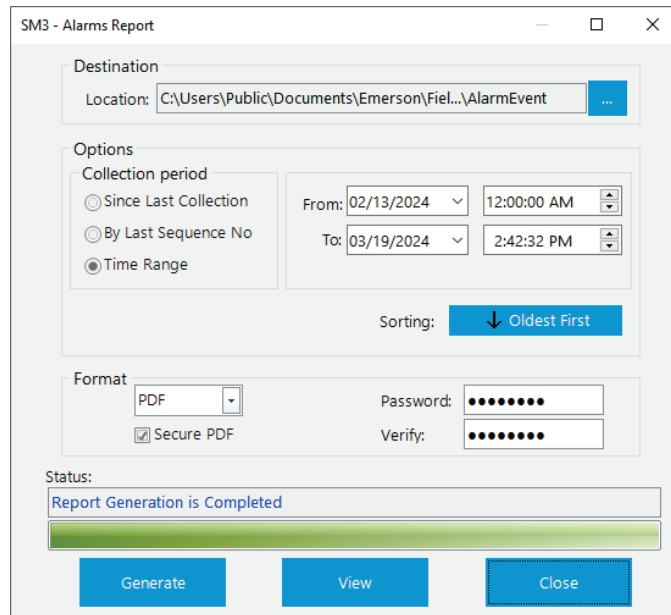 SM3 - Alarms Report
Destination
Location: C:\Users\Public\Documents\Emerson\Fiel...\AlarmEvent ...
Options
Collection period
Since Last Collection
By Last Sequence No
Time Range
From: 02/13/2024 12:00:00 AM
To: 03/19/2024 2:42:32 PM
Sorting: ↓ Oldest First
Format
PDF
Secure PDF
Password: ●●●●●●●●
Verify: ●●●●●●●●
Status:
Report Generation is Completed
Generate View Close